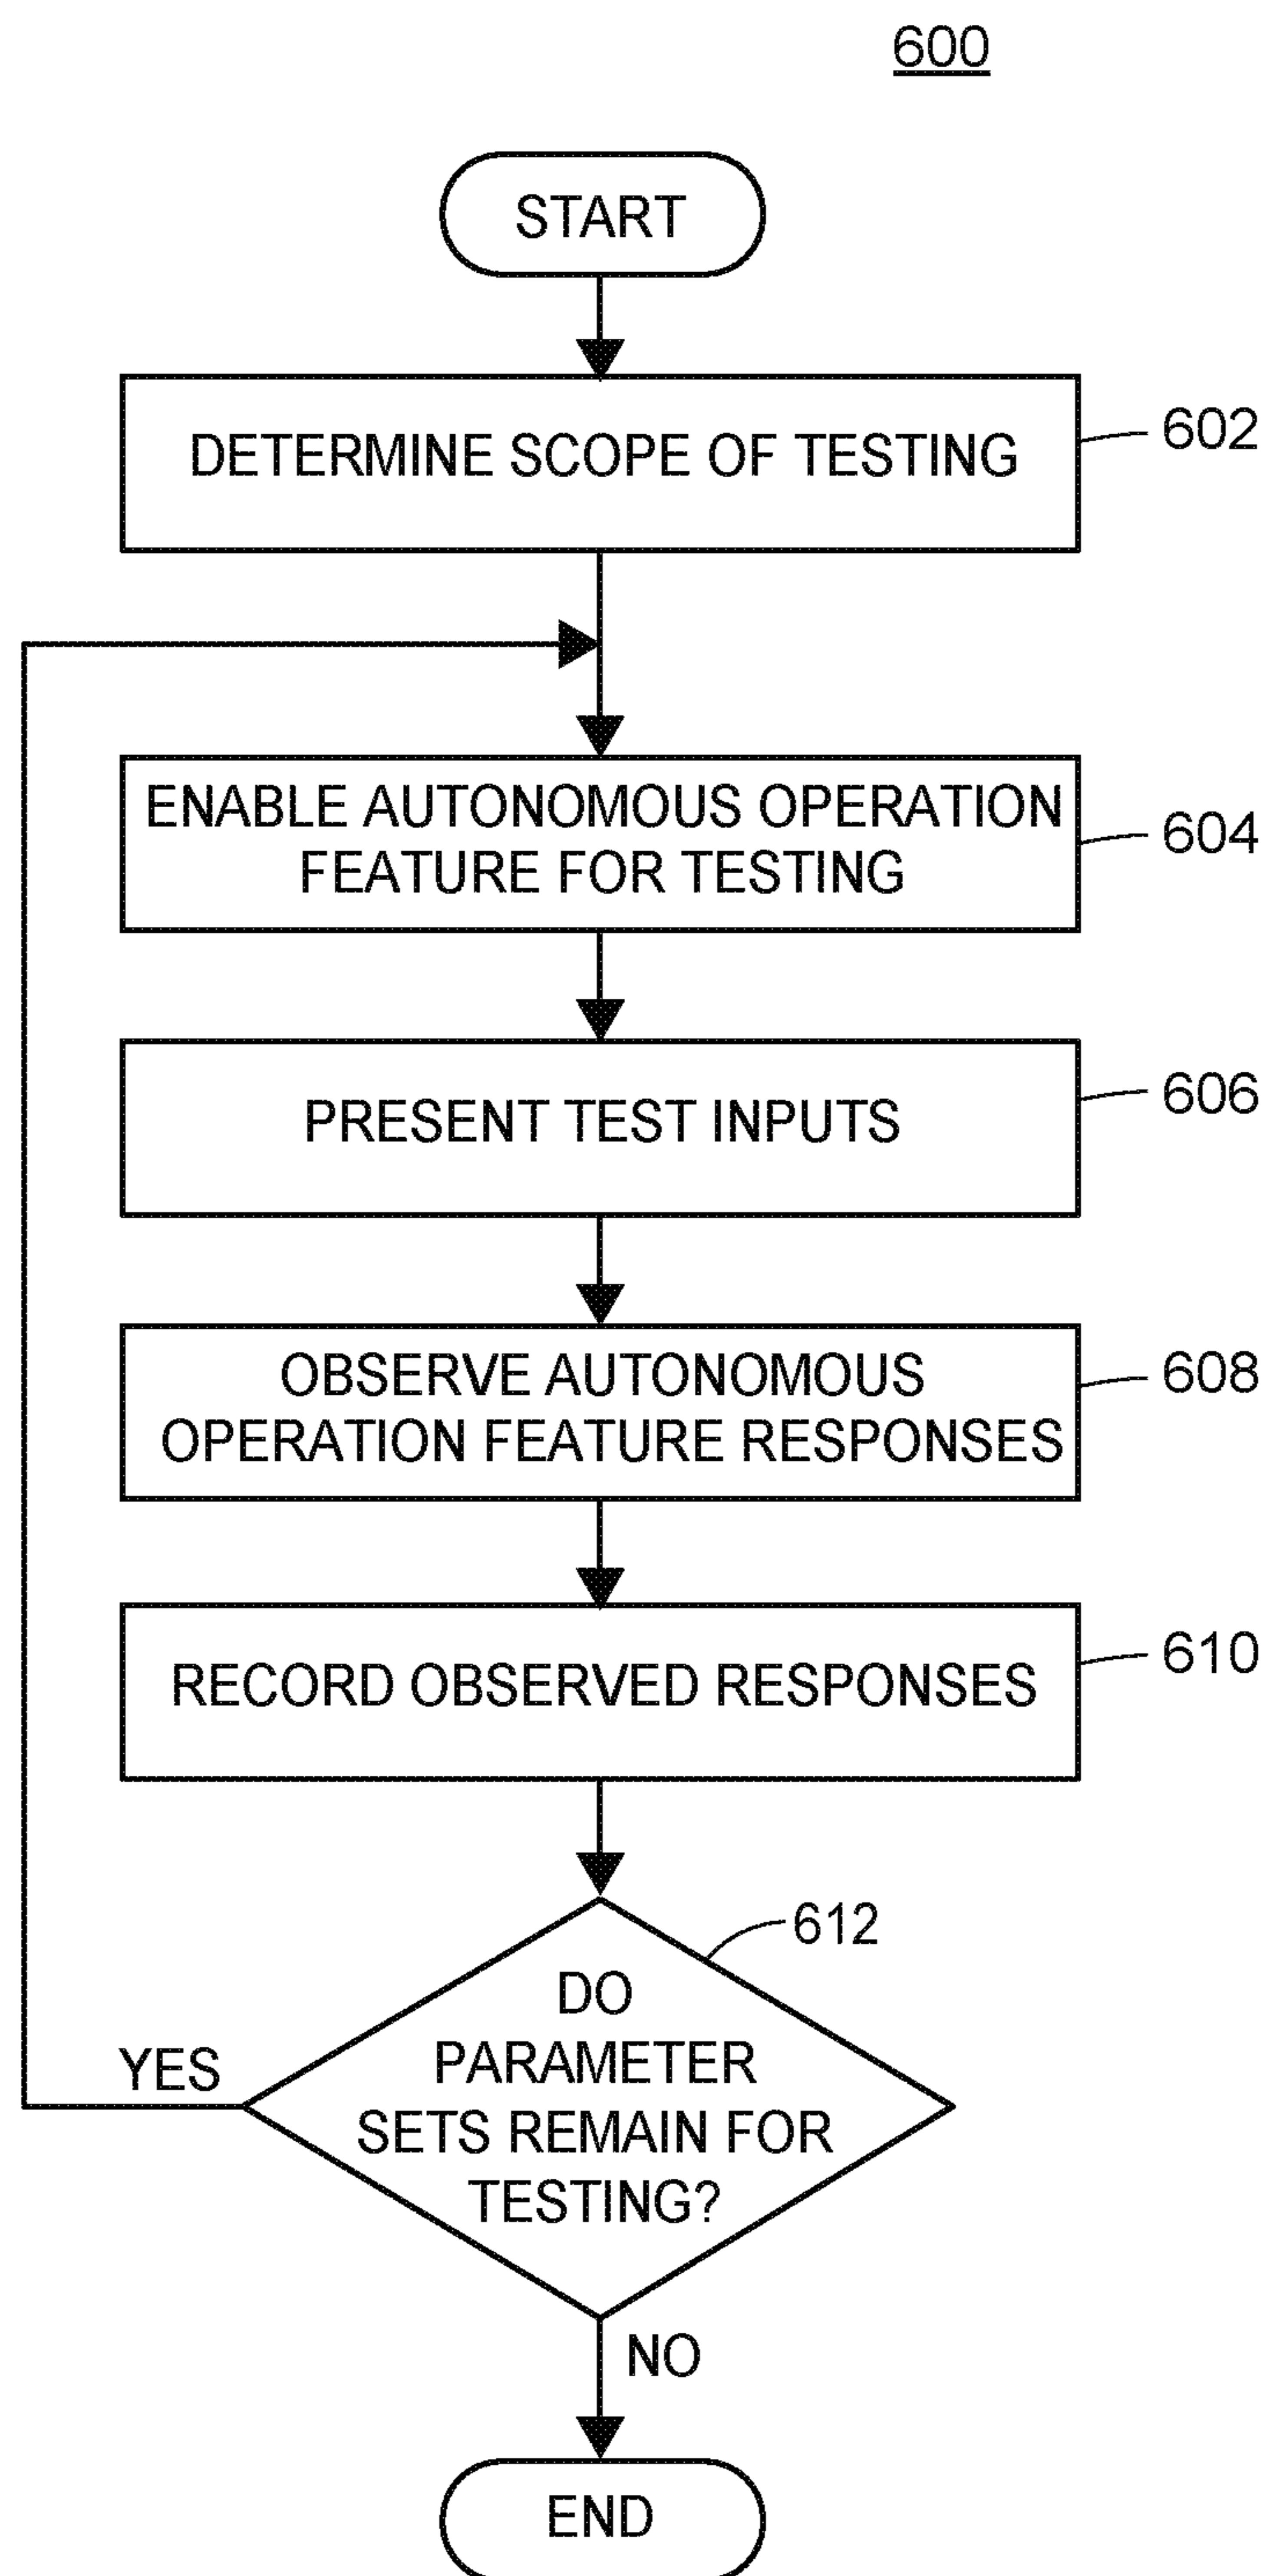 600
START
DETERMINE SCOPE OF TESTING
602
ENABLE AUTONOMOUS OPERATION
FEATURE FOR TESTING
604
PRESENT TEST INPUTS
606
OBSERVE AUTONOMOUS
OPERATION FEATURE RESPONSES
608
RECORD OBSERVED RESPONSES
610
612
DO
PARAMETER
SETS REMAIN FOR
TESTING?
YES
NO
END